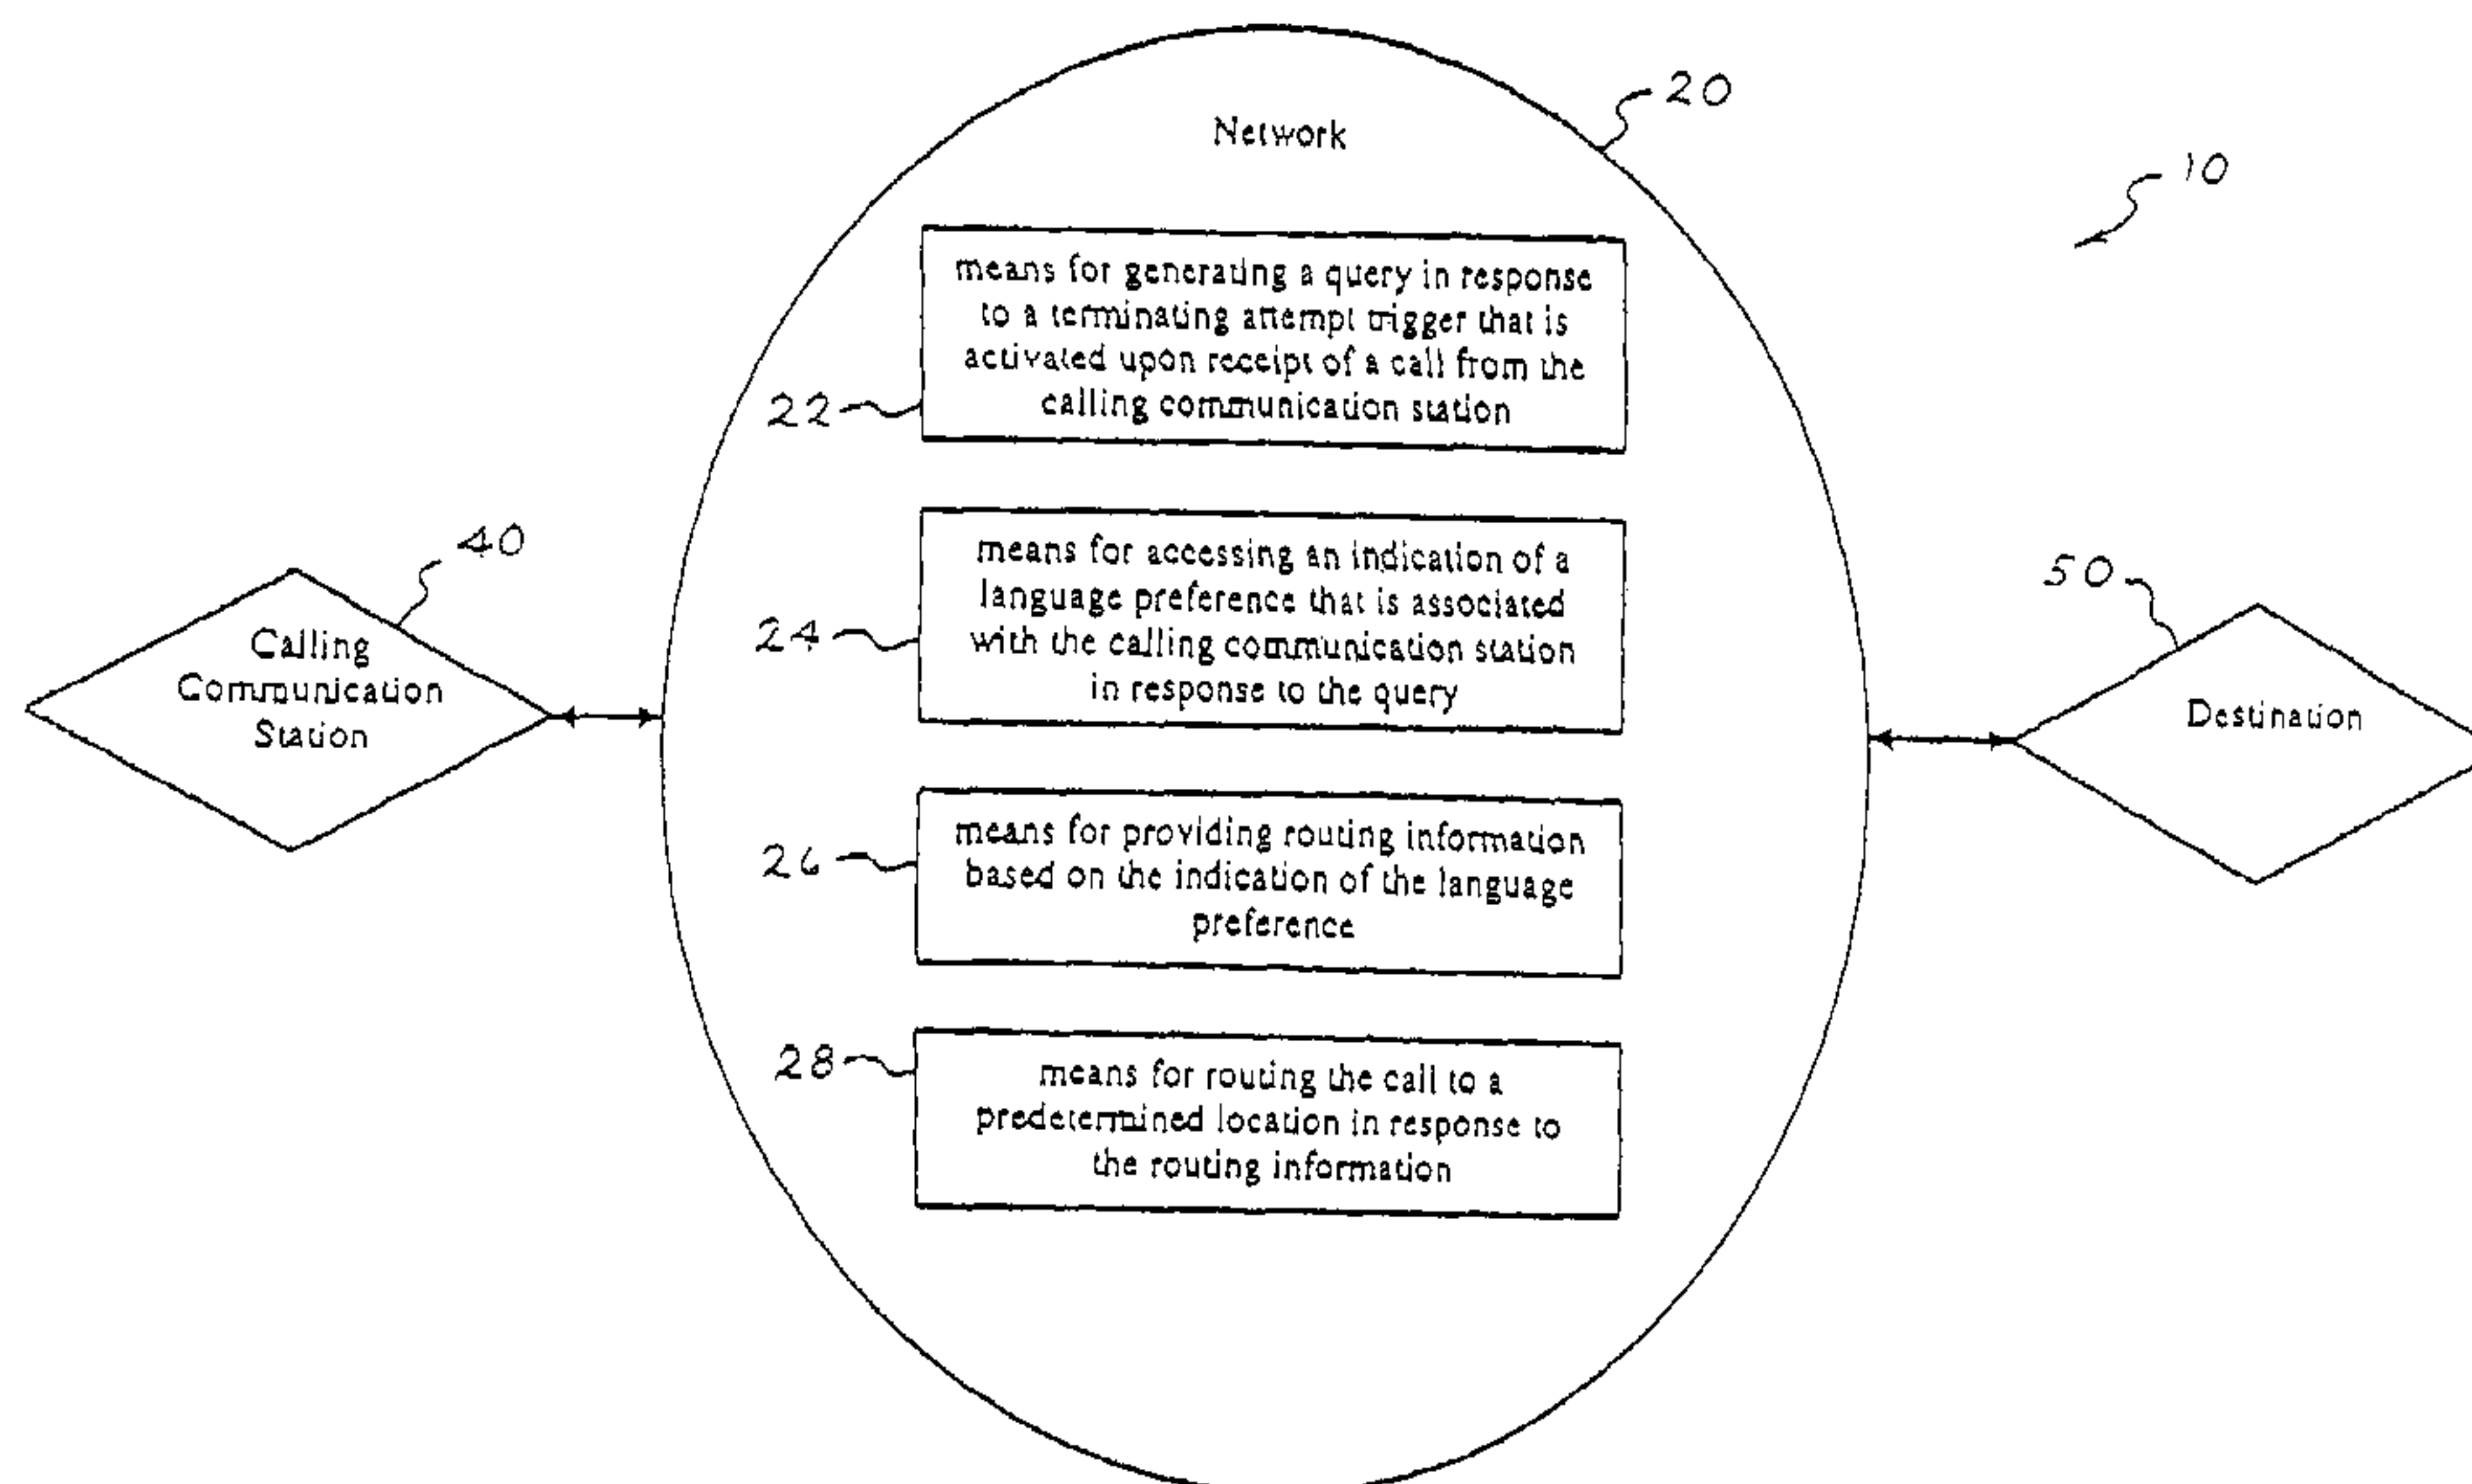 20
Network
10
means for generating a query in response
to a terminating attempt trigger that is
activated upon receipt of a call from the
calling communication station
22
40
means for accessing an indication of a
language preference that is associated
with the calling communication station
in response to the query
24
50
Calling
Communication
Station
Destination
means for providing routing information
based on the indication of the language
preference
26
28
means for routing the call to a
predetermined location in response to
the routing information